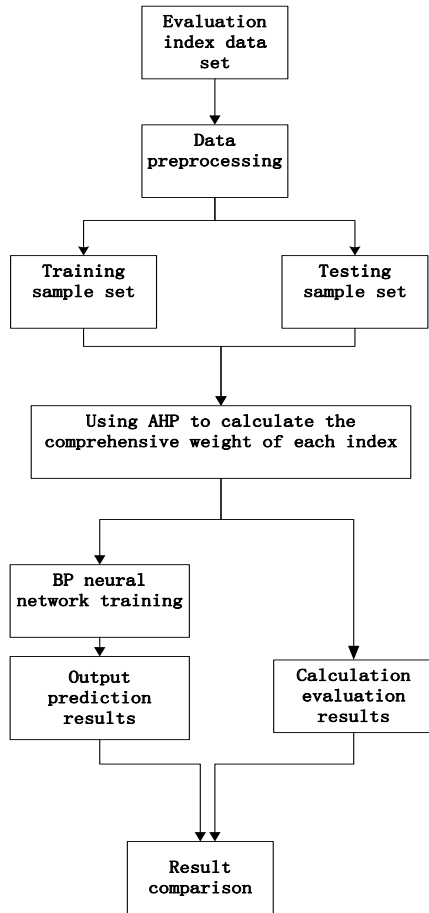 Evaluation
index data
set
Data
preprocessing
Training
sample set
Testing
sample set
Using AHP to calculate the
comprehensive weight of each index
BP neural
network training
Output
prediction
results
Calculation
evaluation
results
Result
comparison